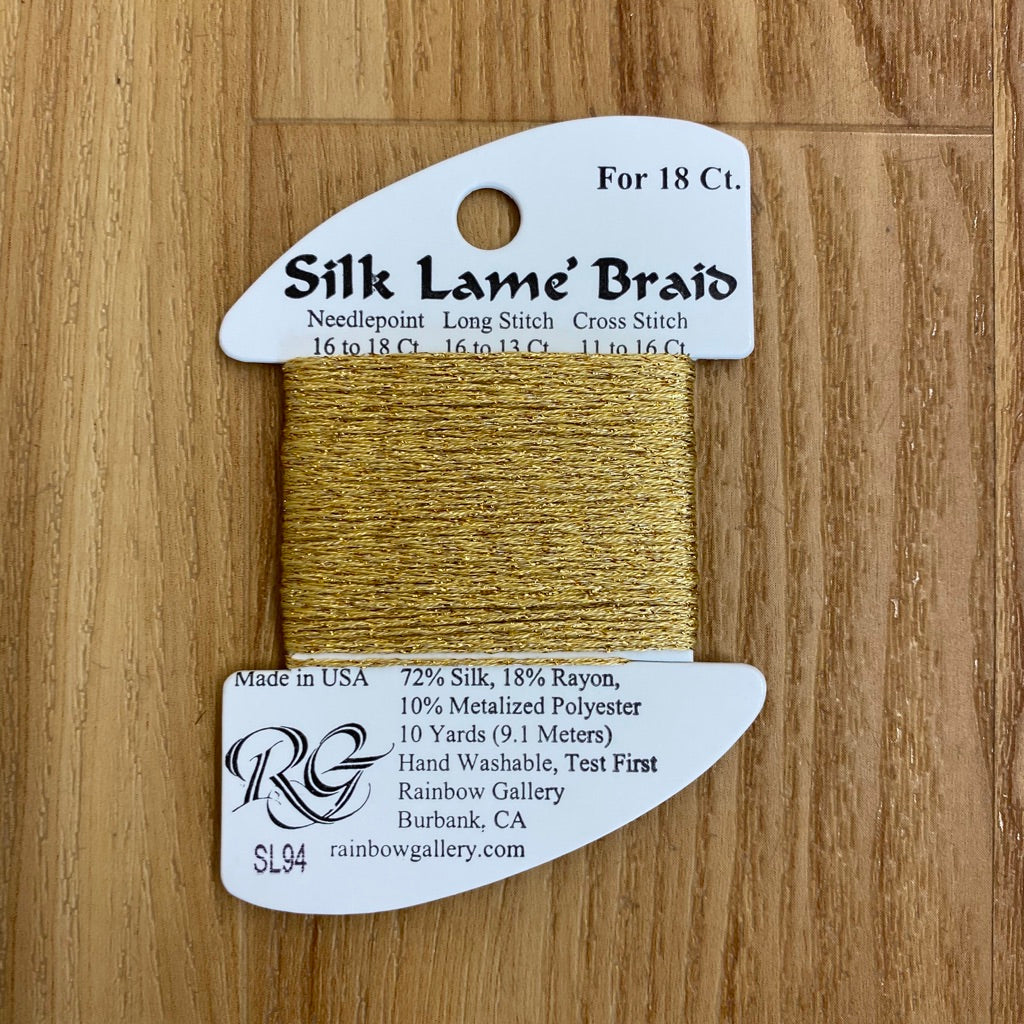 For 18 Ct.
Silk Lame' Braid
Needlepoint Long Stitch Cross Stitch
16 to 18 Ct. 16 to 13 Ct. 11 to 16 Ct.
Made in USA 72% Silk, 18% Rayon,
10% Metalized Polyester
10 Yards (9.1 Meters)
Hand Washable, Test First
RG
Rainbow Gallery
Burbank, CA
SL94 rainbowgallery.com